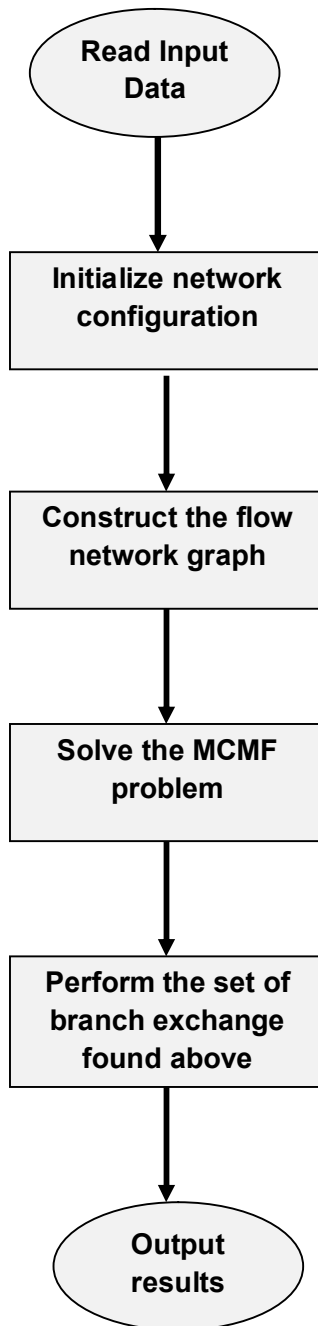 Read Input
Data
Initialize network
configuration
Construct the flow
network graph
Solve the MCMF
problem
Perform the set of
branch exchange
found above
Output
results